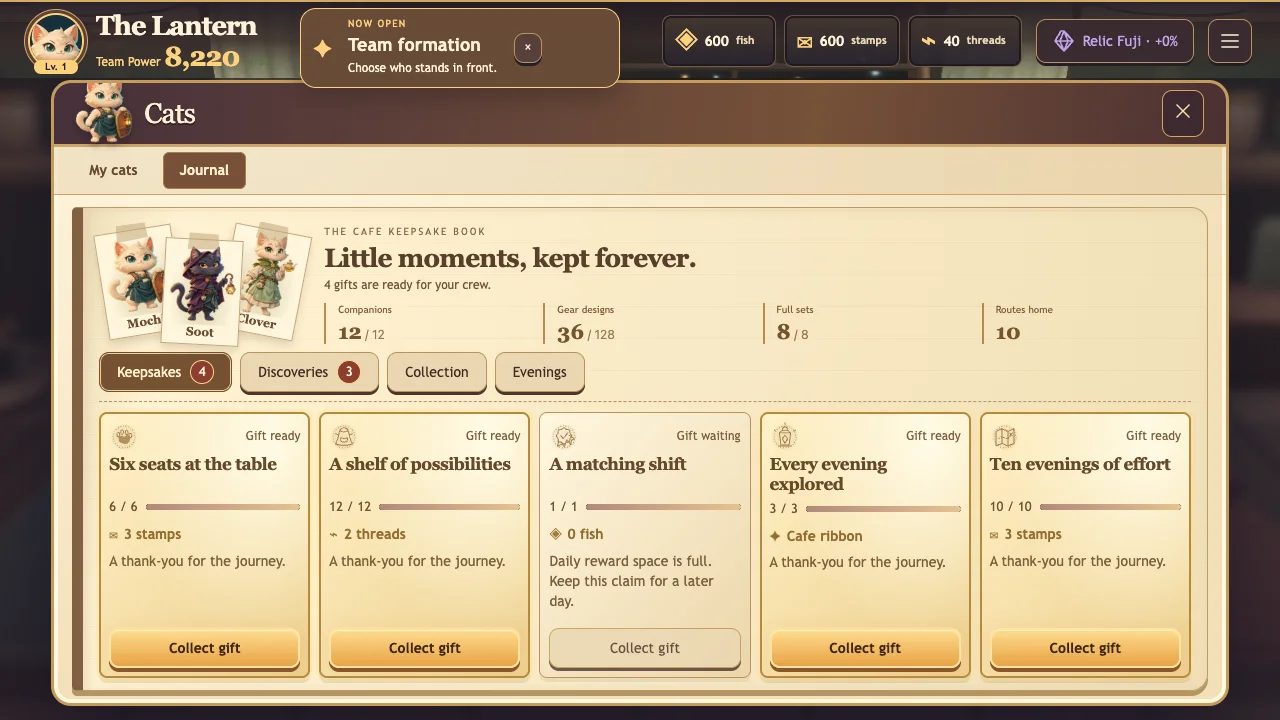 The Lantern
Team Power 8,220
Lv. 1
NOW OPEN
Team formation
Choose who stands in front.
×
600 fish
600 stamps
40 threads
Relic Fuji · +0%
Cats
My cats
Journal
Moch
Soot
Clover
THE CAFE KEEPSAKE BOOK
Little moments, kept forever.
4 gifts are ready for your crew.
Companions
12 / 12
Gear designs
36 / 128
Full sets
8 / 8
Routes home
10
Keepsakes 4
Discoveries 3
Collection
Evenings
Gift ready
Six seats at the table
6 / 6
3 stamps
A thank-you for the journey.
Collect gift
Gift ready
A shelf of possibilities
12 / 12
2 threads
A thank-you for the journey.
Collect gift
Gift waiting
A matching shift
1 / 1
0 fish
Daily reward space is full.
Keep this claim for a later
day.
Collect gift
Gift ready
Every evening
explored
3 / 3
Cafe ribbon
A thank-you for the journey.
Collect gift
Gift ready
Ten evenings of effort
10 / 10
3 stamps
A thank-you for the journey.
Collect gift